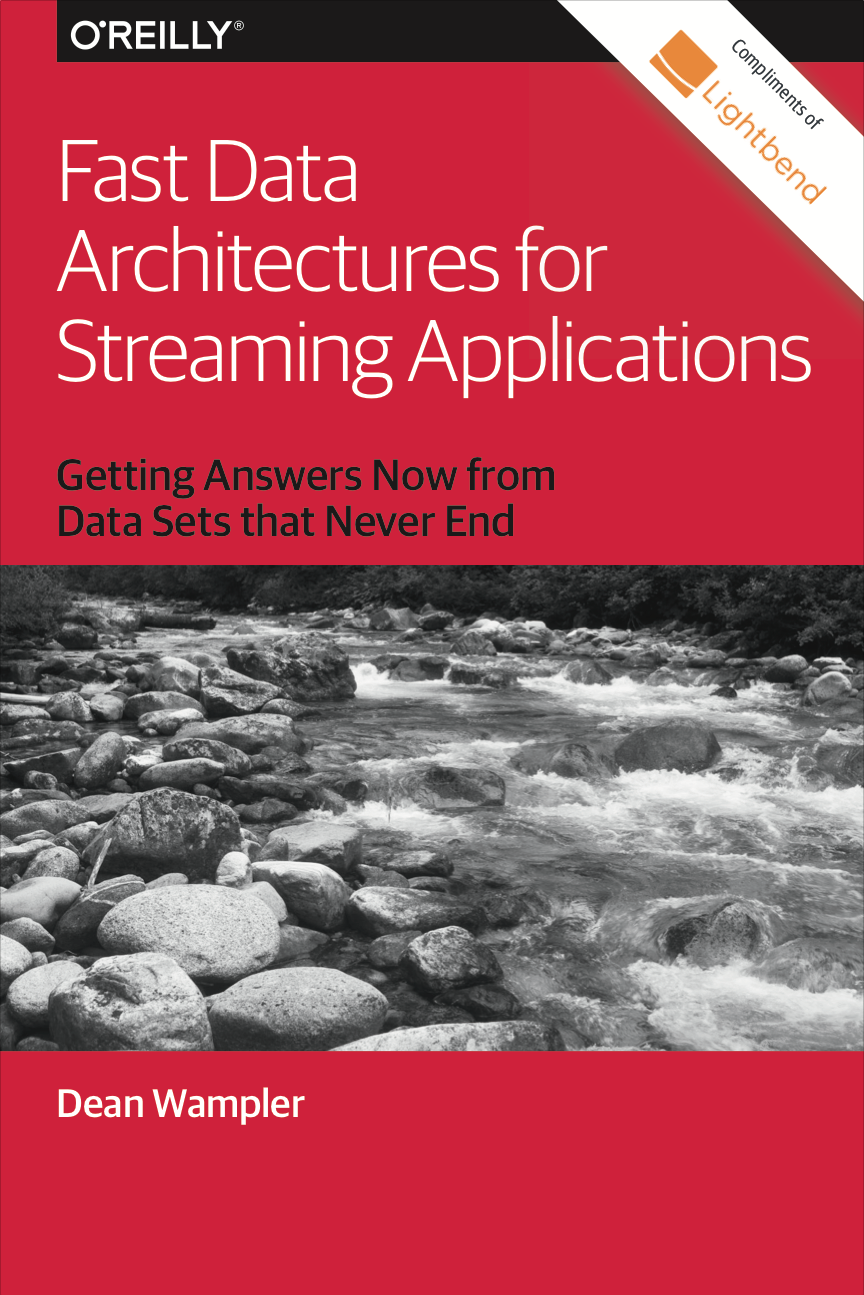 O'REILLY®
Compliments of
Lightbend
Fast Data
Architectures for
Streaming Applications
Getting Answers Now from
Data Sets that Never End
Dean Wampler